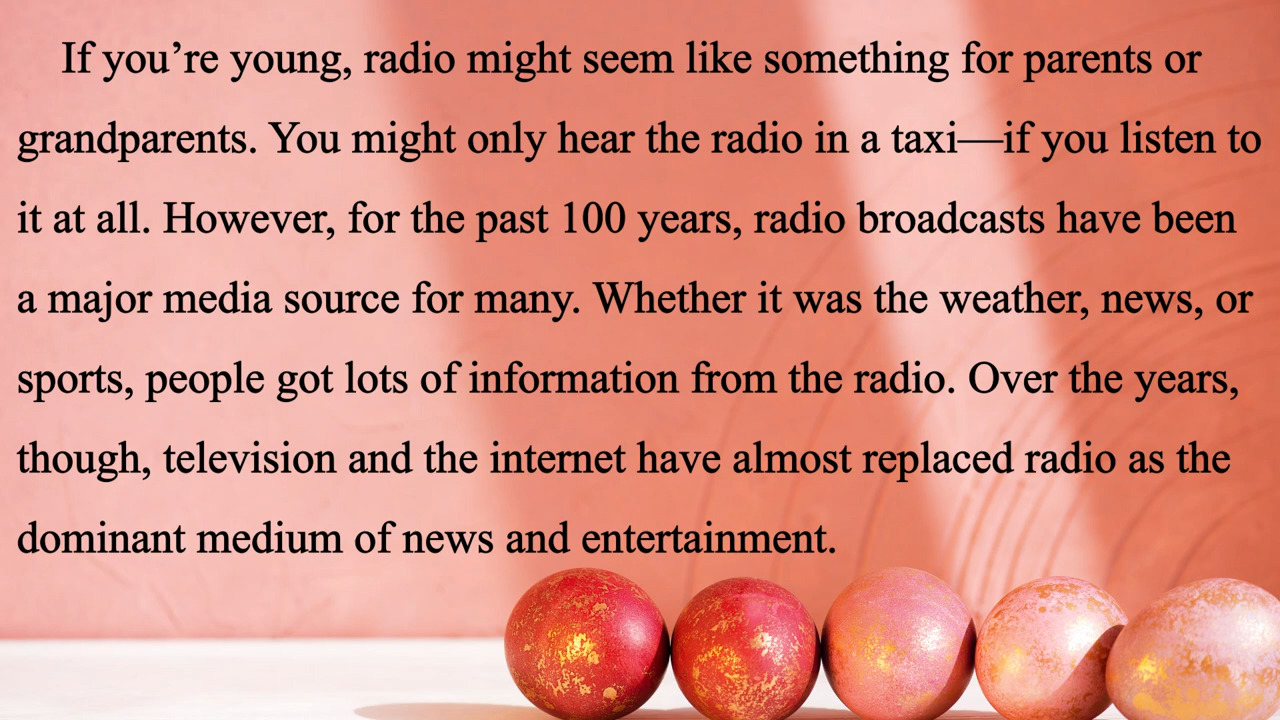 If you’re young, radio might seem like something for parents or
grandparents. You might only hear the radio in a taxi—if you listen to
it at all. However, for the past 100 years, radio broadcasts have been
a major media source for many. Whether it was the weather, news, or
sports, people got lots of information from the radio. Over the years,
though, television and the internet have almost replaced radio as the
dominant medium of news and entertainment.